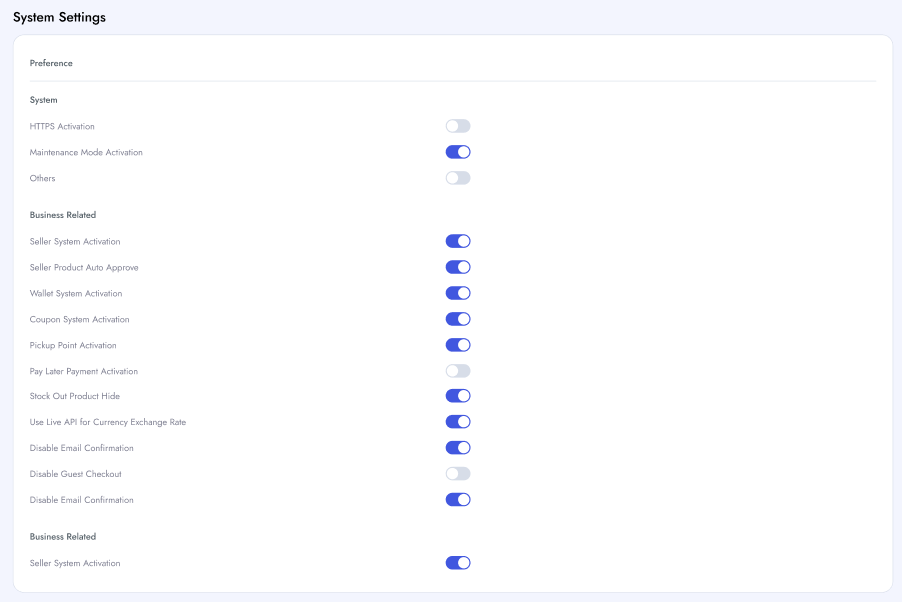 System Settings
Preference
System
HTTPS Activation
Maintenance Mode Activation
Others
Business Related
Seller System Activation
Seller Product Auto Approve
Wallet System Activation
Coupon System Activation
Pickup Point Activation
Pay Later Payment Activation
Stock Out Product Hide
Use Live API for Currency Exchange Rate
Disable Email Confirmation
Disable Guest Checkout
Disable Email Confirmation
Business Related
Seller System Activation